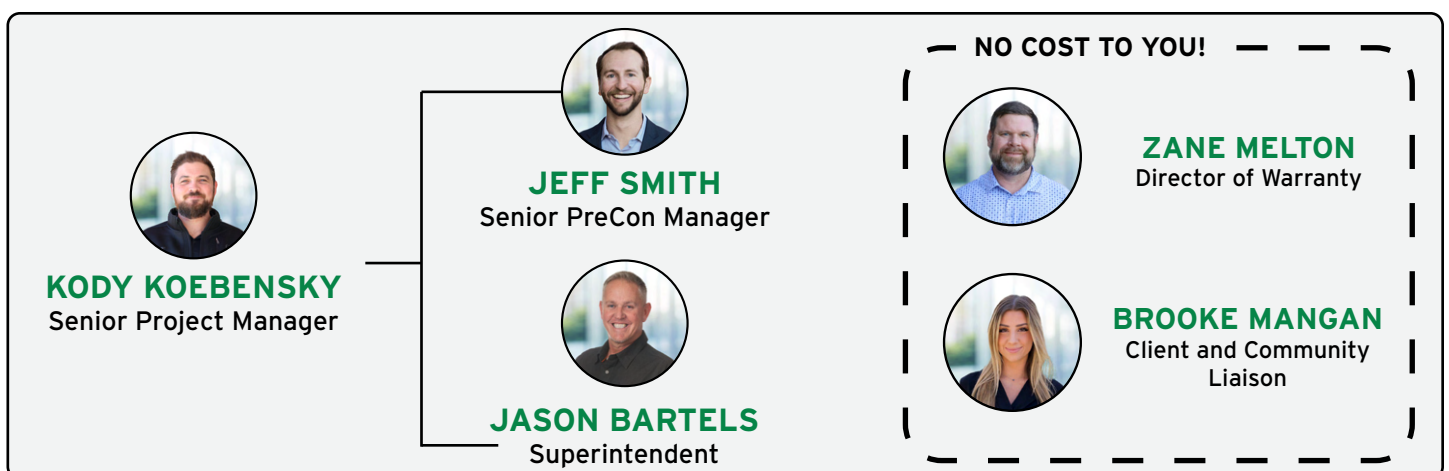 NO COST TO YOU!
KODY KOEBENSKY
Senior Project Manager
JEFF SMITH
Senior PreCon Manager
JASON BARTELS
Superintendent
ZANE MELTON
Director of Warranty
BROOKE MANGAN
Client and Community
Liaison